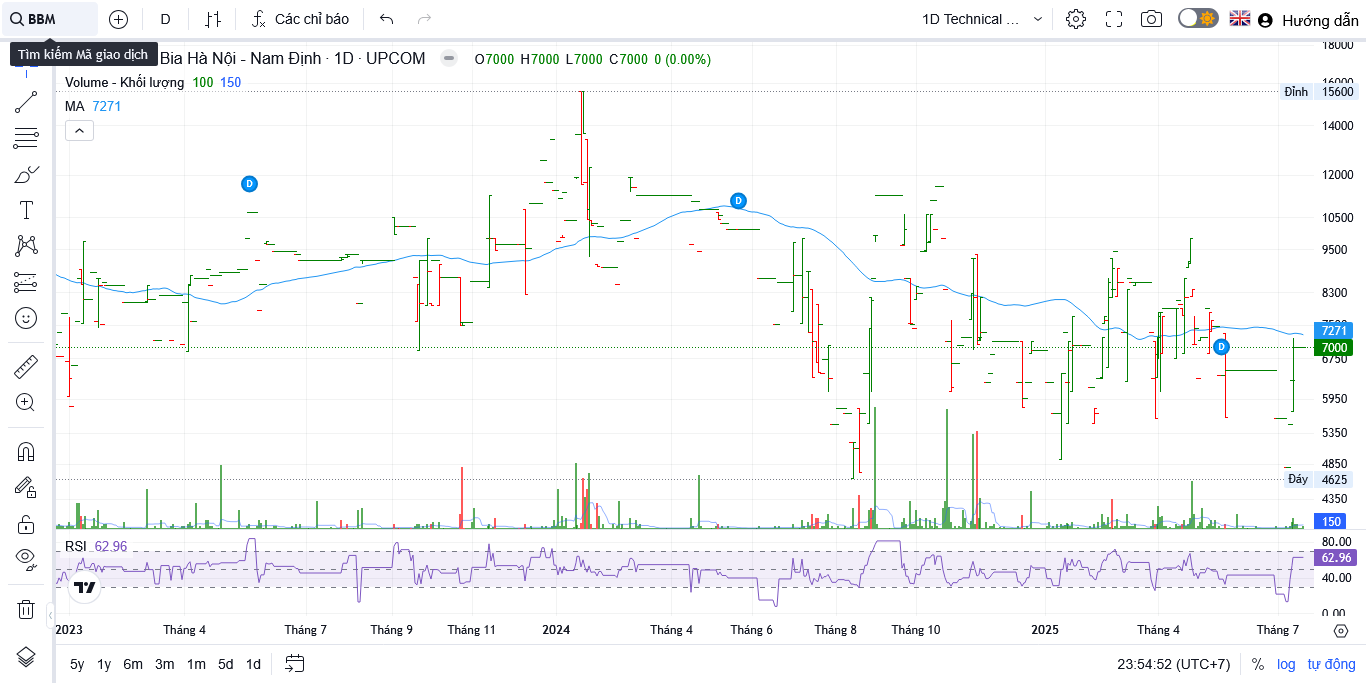 BBM
D
Các chỉ báo
1D Technical ...
Hướng dẫn
Tìm kiếm Mã giao dịch
Bia Hà Nội - Nam Định · 1D · UPCOM
O7000 H7000 L7000 C7000 0 (0.00%)
Volume - Khối lượng 100 150
MA 7271
18000
16000
Đỉnh 15600
14000
12000
10500
9500
8300
7500
7271
7000
6750
5950
5350
4850
Đáy 4625
4350
150
D
D
D
RSI 62.96
80.00
62.96
40.00
0.00
2023 Tháng 4 Tháng 7 Tháng 9 Tháng 11 2024 Tháng 4 Tháng 6 Tháng 8 Tháng 10 2025 Tháng 4 Tháng 7
5y 1y 6m 3m 1m 5d 1d
23:54:52 (UTC+7) % log tự động